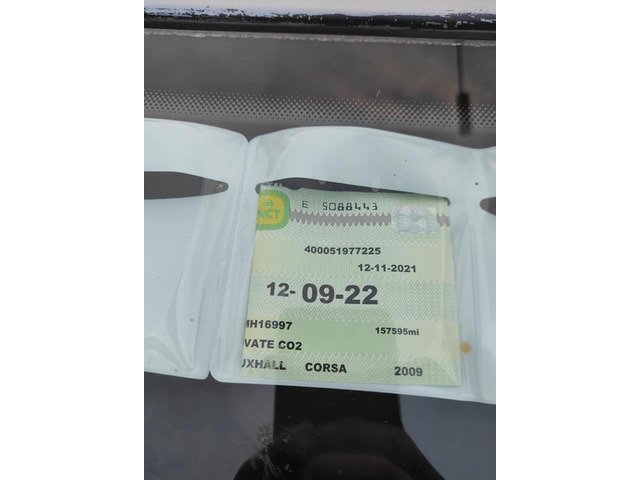 NCT
E 5088443
400051977225
12-11-2021
12- 09-22
MH16997 157595mi
VATE CO2
UXHALL CORSA 2009